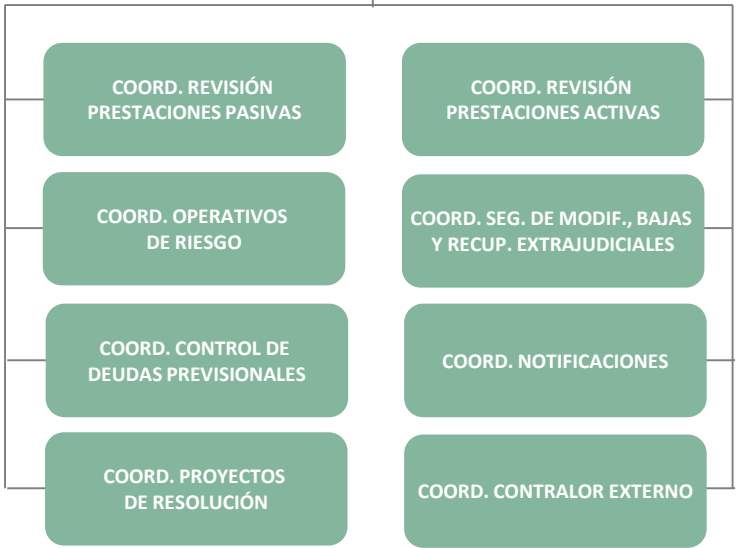 COORD. REVISIÓN
PRESTACIONES PASIVAS
COORD. REVISIÓN
PRESTACIONES ACTIVAS
COORD. OPERATIVOS
DE RIESGO
COORD. SEG. DE MODIF., BAJAS
Y RECUP. EXTRAJUDICIALES
COORD. CONTROL DE
DEUDAS PREVISIONALES
COORD. NOTIFICACIONES
COORD. PROYECTOS
DE RESOLUCIÓN
COORD. CONTRALOR EXTERNO